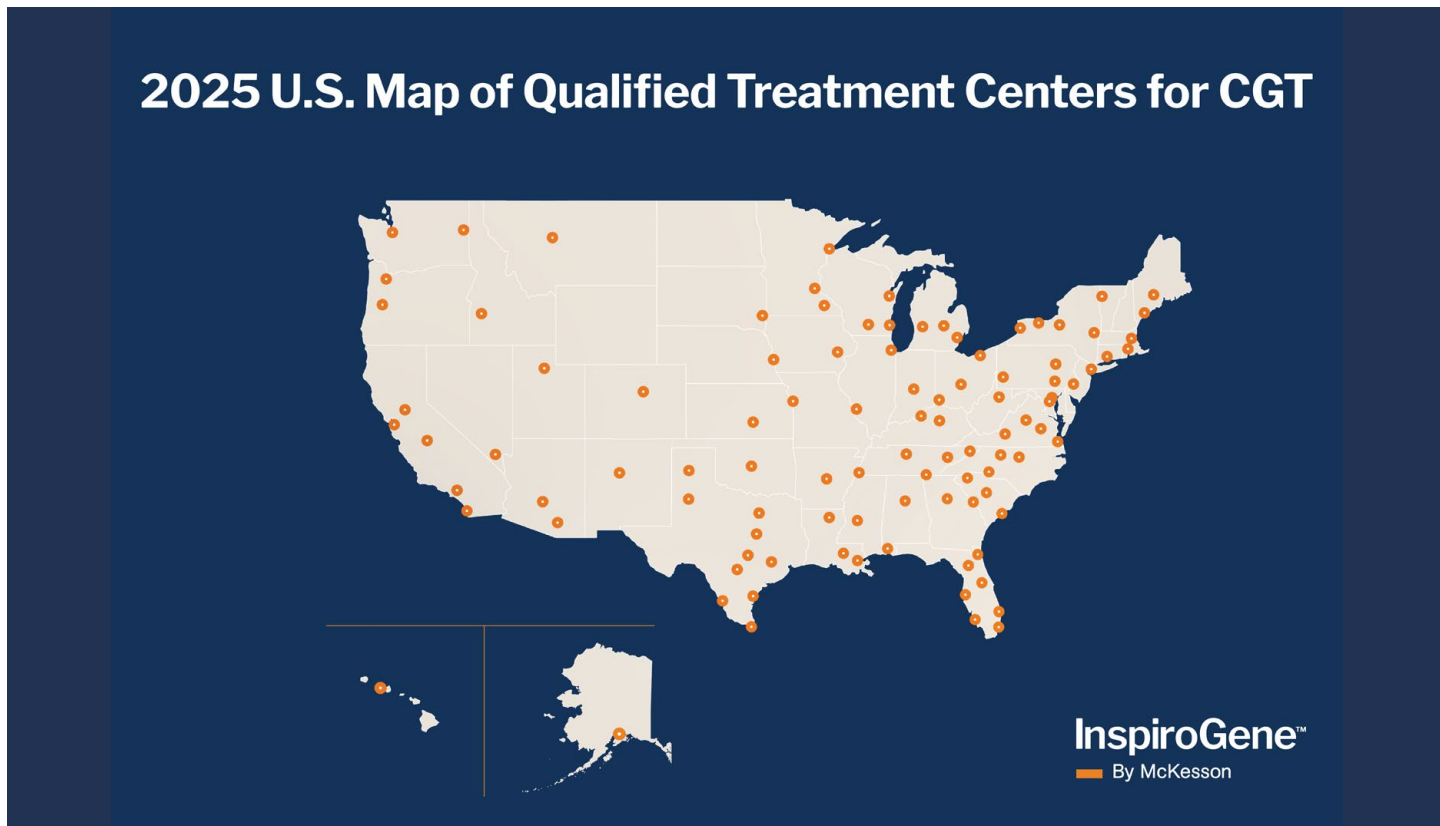 2025 U.S. Map of Qualified Treatment Centers for CGT
InspiroGene™
By McKesson